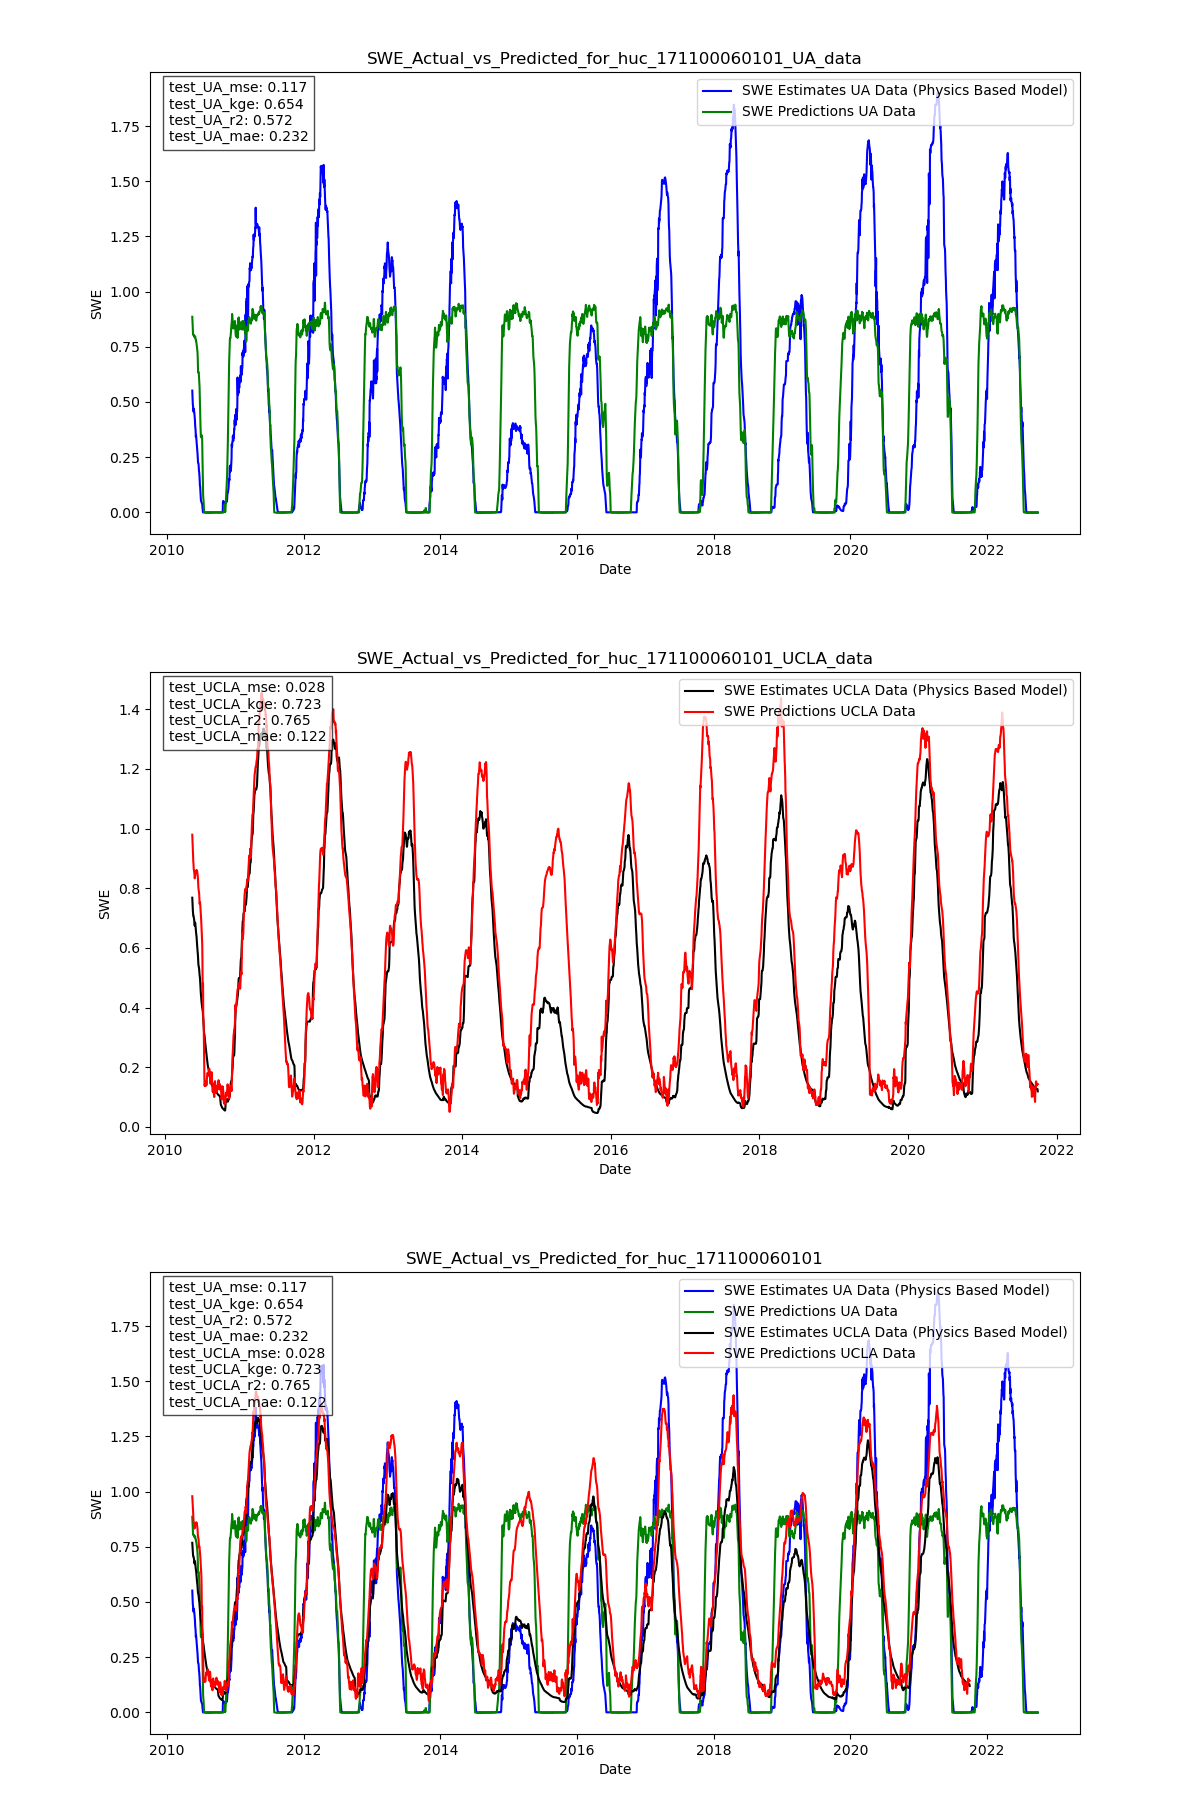 SWE_Actual_vs_Predicted_for_huc_171100060101_UA_data
test_UA_mse: 0.117
test_UA_kge: 0.654
test_UA_r2: 0.572
test_UA_mae: 0.232
SWE Estimates UA Data (Physics Based Model)
SWE Predictions UA Data
1.75
1.50
1.25
1.00
0.75
0.50
0.25
0.00
SWE
2010 2012 2014 2016 2018 2020 2022
Date
SWE_Actual_vs_Predicted_for_huc_171100060101_UCLA_data
test_UCLA_mse: 0.028
test_UCLA_kge: 0.723
test_UCLA_r2: 0.765
test_UCLA_mae: 0.122
SWE Estimates UCLA Data (Physics Based Model)
SWE Predictions UCLA Data
1.4
1.2
1.0
0.8
0.6
0.4
0.2
0.0
SWE
2010 2012 2014 2016 2018 2020 2022
Date
SWE_Actual_vs_Predicted_for_huc_171100060101
test_UA_mse: 0.117
test_UA_kge: 0.654
test_UA_r2: 0.572
test_UA_mae: 0.232
test_UCLA_mse: 0.028
test_UCLA_kge: 0.723
test_UCLA_r2: 0.765
test_UCLA_mae: 0.122
SWE Estimates UA Data (Physics Based Model)
SWE Predictions UA Data
SWE Estimates UCLA Data (Physics Based Model)
SWE Predictions UCLA Data
1.75
1.50
1.25
1.00
0.75
0.50
0.25
0.00
SWE
2010 2012 2014 2016 2018 2020 2022
Date